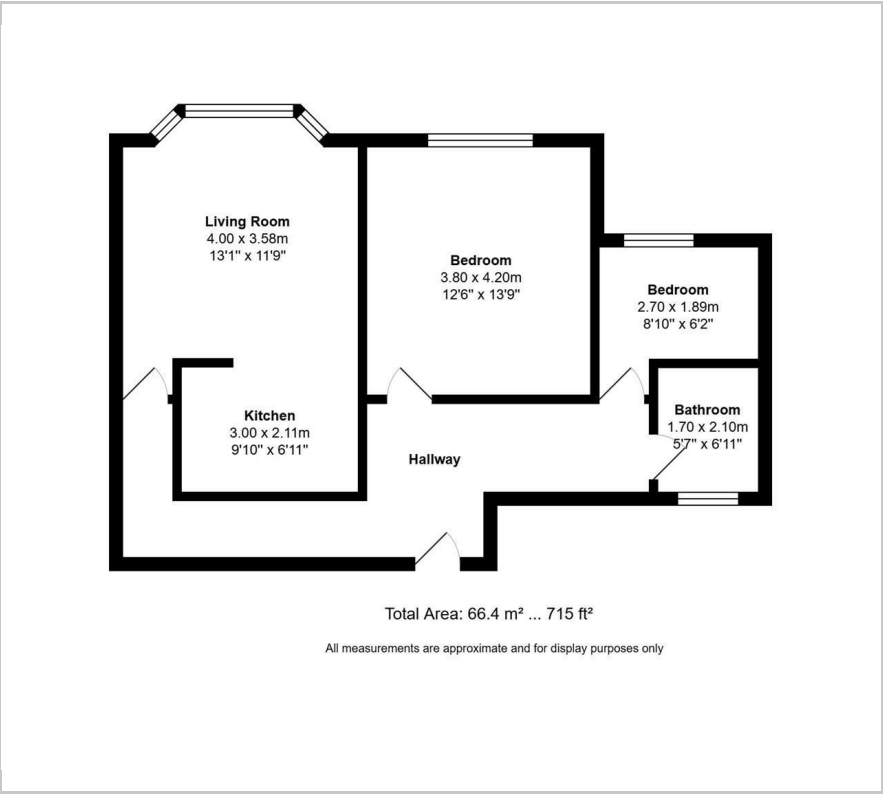 Living Room
4.00 x 3.58m
13'1" x 11'9"
Bedroom
3.80 x 4.20m
12'6" x 13'9"
Bedroom
2.70 x 1.89m
8'10" x 6'2"
Kitchen
3.00 x 2.11m
9'10" x 6'11"
Bathroom
1.70 x 2.10m
5'7" x 6'11"
Hallway
Total Area: 66.4 m² ... 715 ft²
All measurements are approximate and for display purposes only